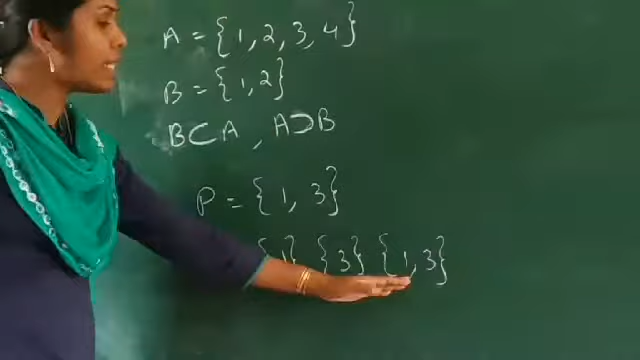 A = {1, 2, 3, 4}
B = {1, 2}
B⊂A , A⊃B
P = {1, 3}
{1} {3} {1, 3}